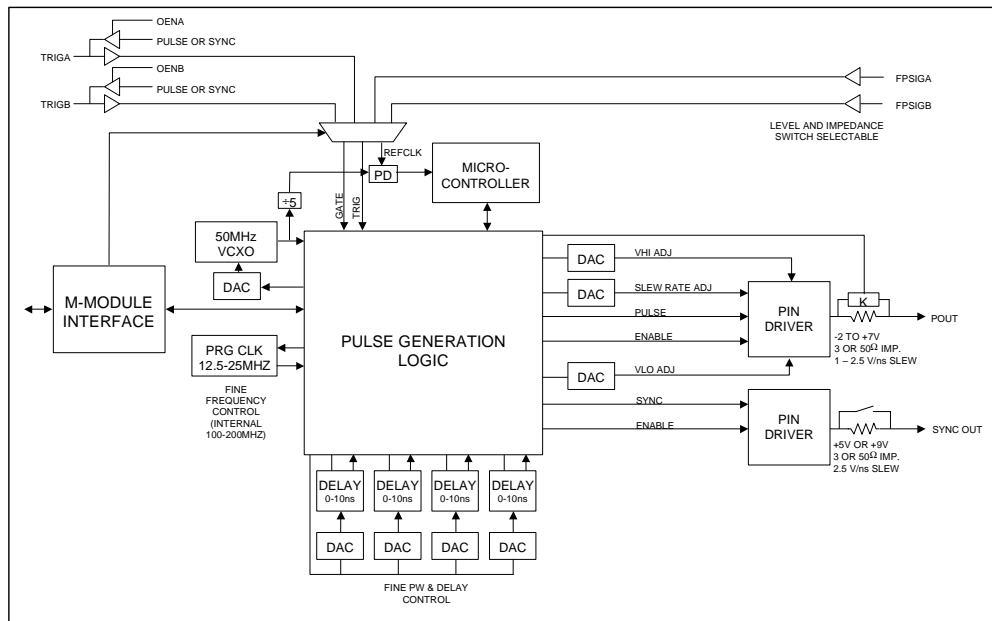 OENA
PULSE OR SYNC
TRIGA
OENB
PULSE OR SYNC
TRIGB
FPSIGA
FPSIGB
LEVEL AND IMPEDANCE
SWITCH SELECTABLE
REFCLK
PD
MICRO-
CONTROLLER
÷5
GATE
TRIG
50MHz
VCXO
DAC
M-MODULE
INTERFACE
PRG CLK
12.5-25MHZ
FINE
FREQUENCY
CONTROL
(INTERNAL
100-200MHZ)
PULSE GENERATION
LOGIC
DAC
VHI ADJ
DAC
SLEW RATE ADJ
PULSE
ENABLE
DAC
VLO ADJ
SYNC
ENABLE
PIN
DRIVER
K
POUT
-2 TO +7V
3 OR 50Ω IMP.
1 – 2.5 V/ns SLEW
PIN
DRIVER
SYNC OUT
+5V OR +9V
3 OR 50Ω IMP.
2.5 V/ns SLEW
DELAY
0-10ns
DELAY
0-10ns
DELAY
0-10ns
DELAY
0-10ns
DAC
DAC
DAC
DAC
FINE PW & DELAY
CONTROL